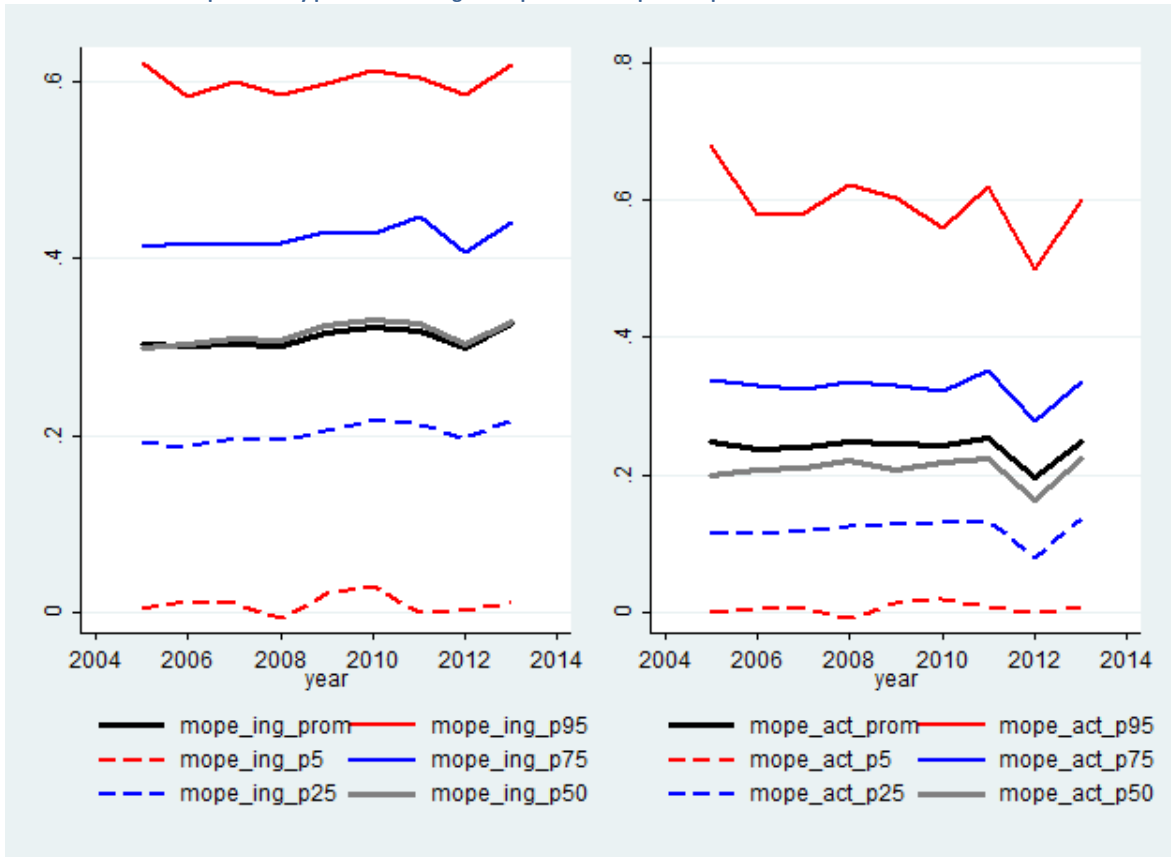 .6
.4
.2
0
2004 2006 2008 2010 2012 2014
year
mope_ing_prom mope_ing_p95
mope_ing_p5 mope_ing_p75
mope_ing_p25 mope_ing_p50
.8
.6
.4
.2
0
2004 2006 2008 2010 2012 2014
year
mope_act_prom mope_act_p95
mope_act_p5 mope_act_p75
mope_act_p25 mope_act_p50